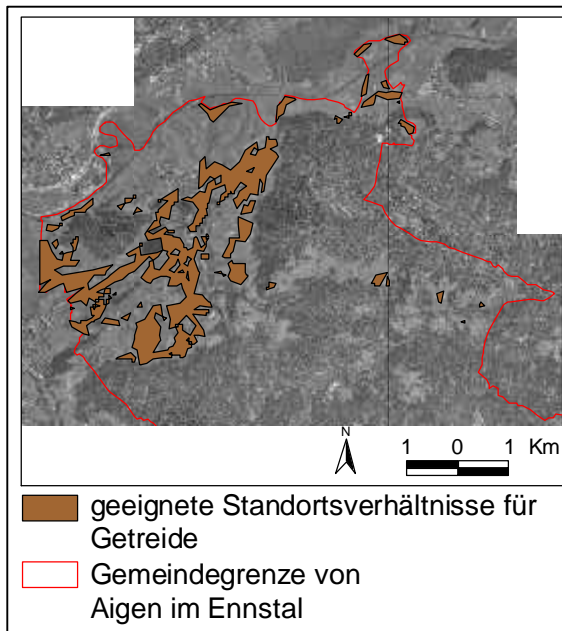 N
1 0 1 Km
geeignete Standortsverhältnisse für
Getreide
Gemeindegrenze von
Aigen im Ennstal